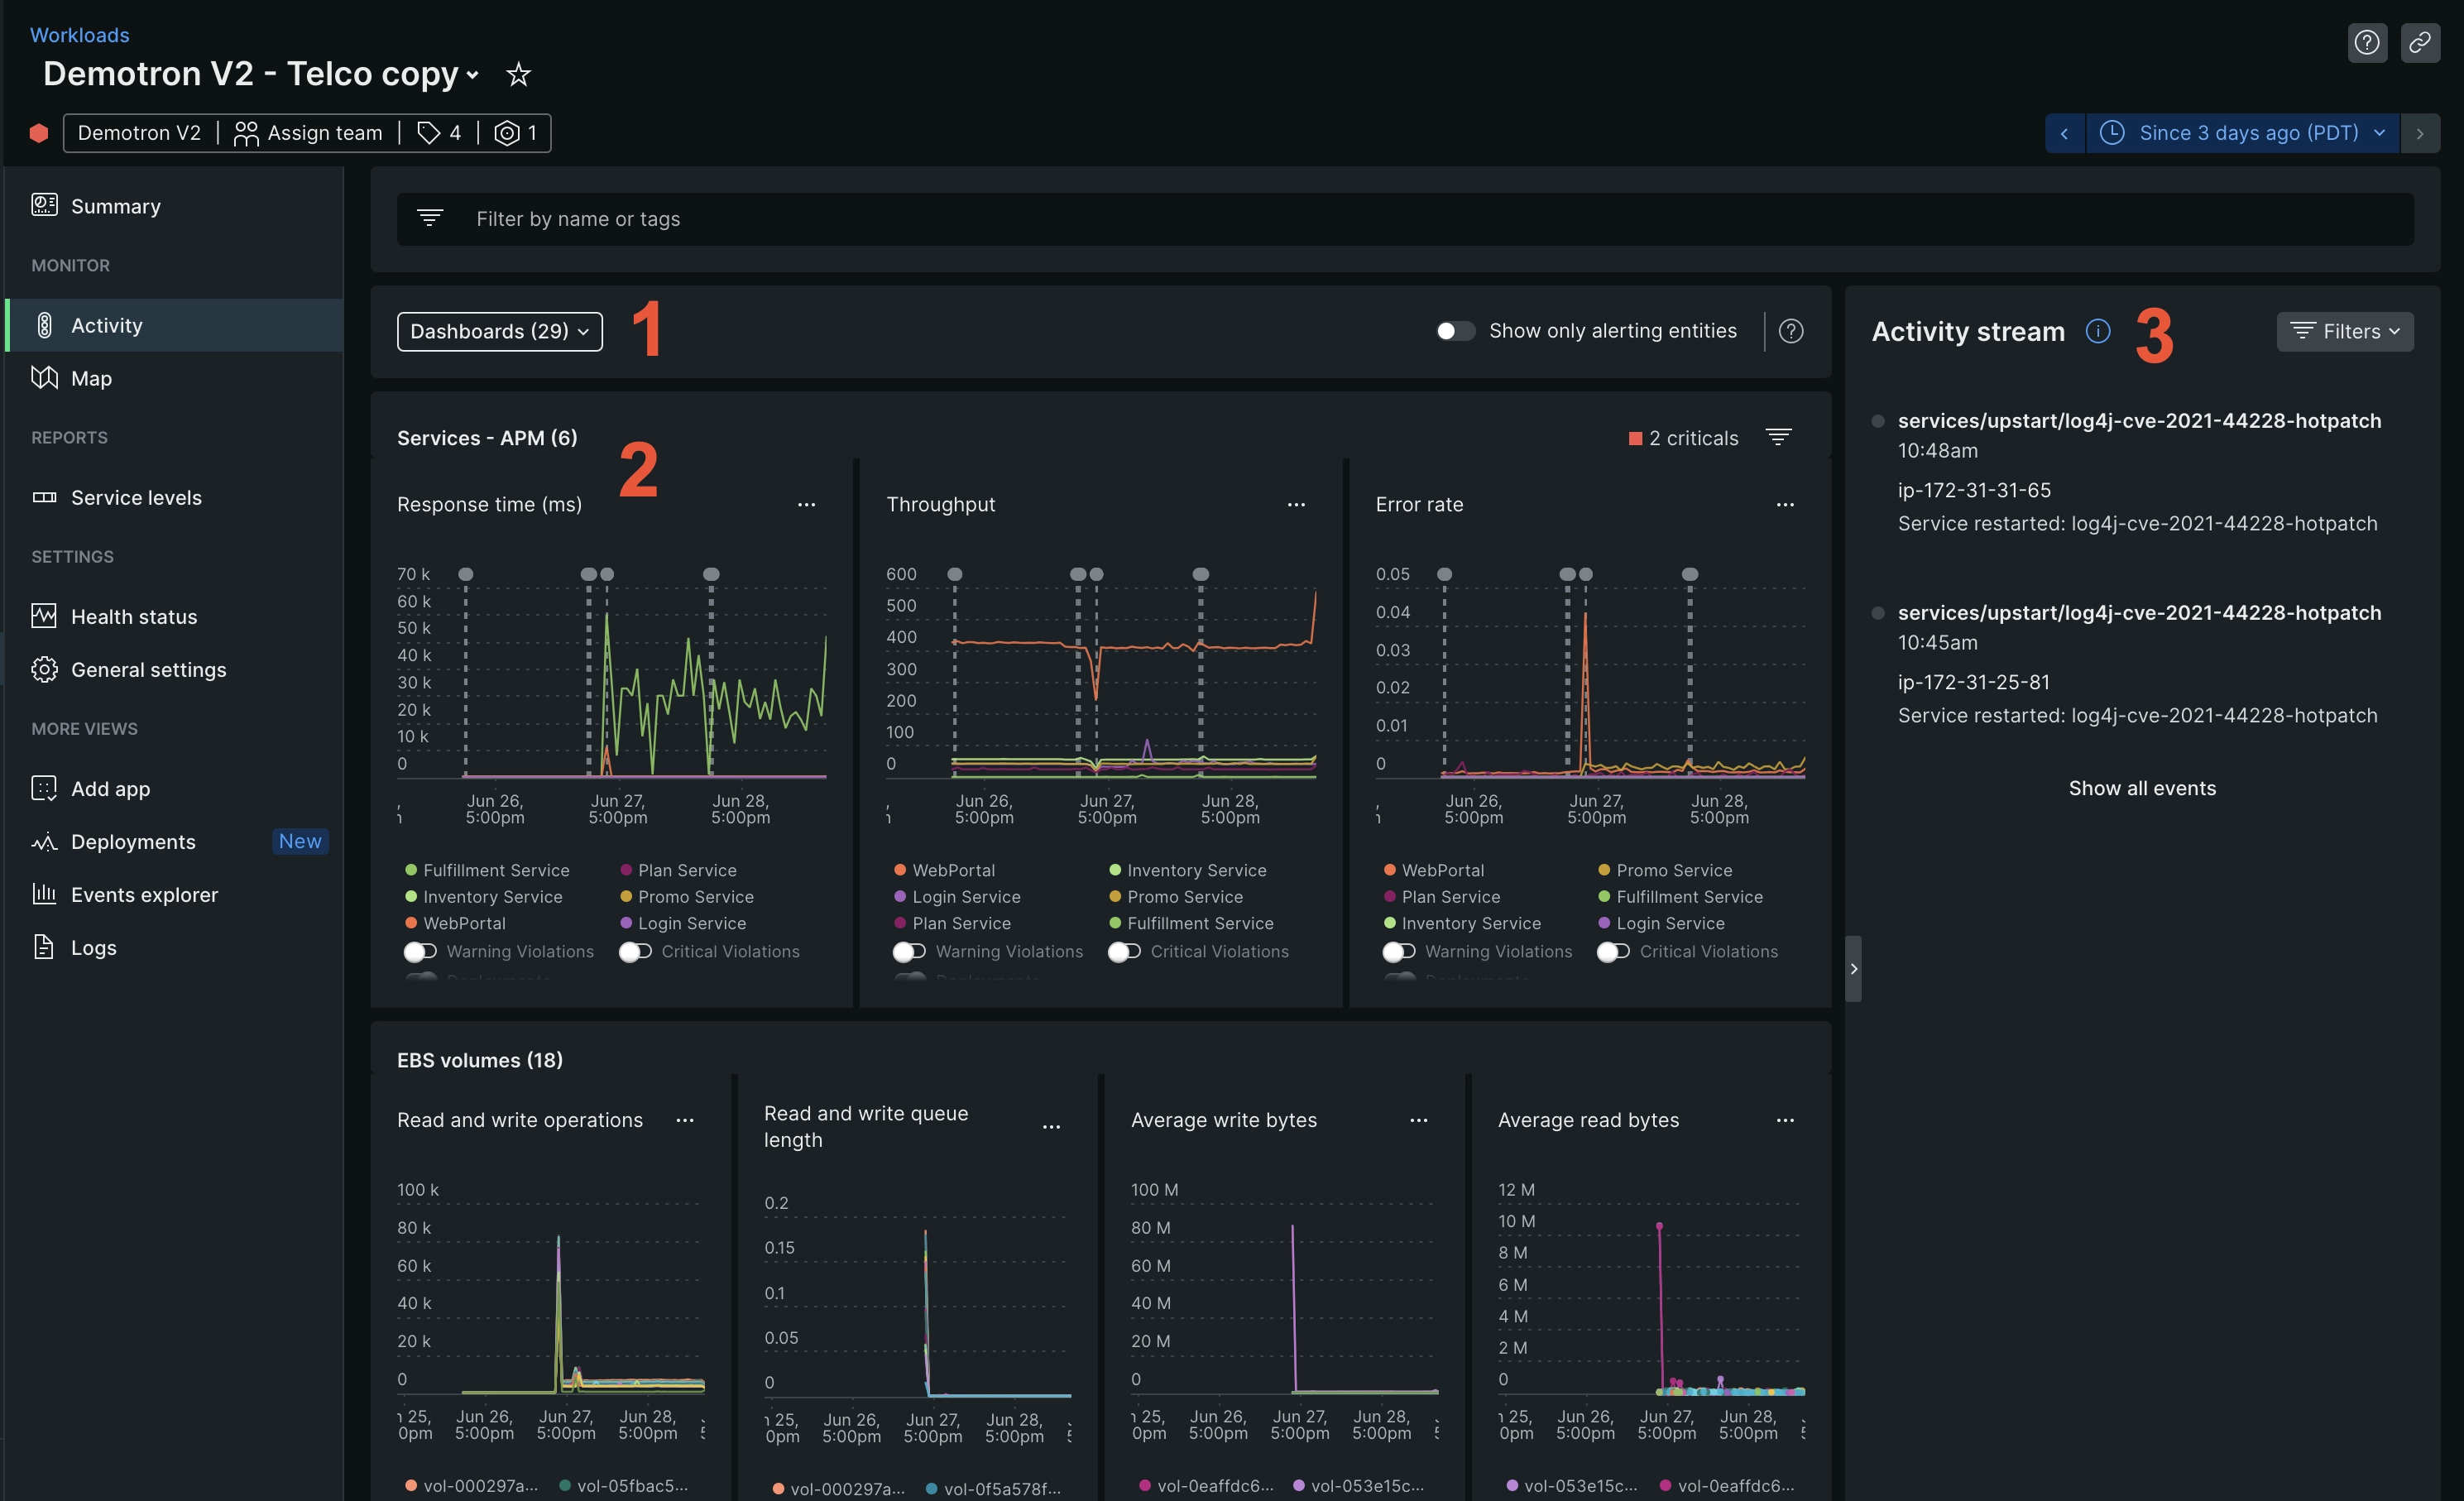 Workloads
Demotron V2 - Telco copy
Demotron V2 | Assign team | 4 | 1
Since 3 days ago (PDT)
Summary
MONITOR
Activity
Map
REPORTS
Service levels
SETTINGS
Health status
General settings
MORE VIEWS
Add app
Deployments New
Events explorer
Logs
Filter by name or tags
Dashboards (29) 1 Show only alerting entities
Services - APM (6) 2 2 criticals
Response time (ms)
70 k
60 k
50 k
40 k
30 k
20 k
10 k
0
Jun 26, 5:00pm
Jun 27, 5:00pm
Jun 28, 5:00pm
Fulfillment Service Plan Service
Inventory Service Promo Service
WebPortal Login Service
Warning Violations Critical Violations
Throughput
600
500
400
300
200
100
0
Jun 26, 5:00pm
Jun 27, 5:00pm
Jun 28, 5:00pm
WebPortal Inventory Service
Login Service Promo Service
Plan Service Fulfillment Service
Warning Violations Critical Violations
Error rate
0.05
0.04
0.03
0.02
0.01
0
Jun 26, 5:00pm
Jun 27, 5:00pm
Jun 28, 5:00pm
WebPortal Promo Service
Plan Service Fulfillment Service
Inventory Service Login Service
Warning Violations Critical Violations
EBS volumes (18)
Read and write operations
100 k
80 k
60 k
40 k
20 k
0
25, 0pm
Jun 26, 5:00pm
Jun 27, 5:00pm
Jun 28, 5:00pm
vol-000297a... vol-05fbac5...
Read and write queue
length
0.2
0.15
0.1
0.05
0
25, 0pm
Jun 26, 5:00pm
Jun 27, 5:00pm
Jun 28, 5:00pm
vol-000297a... vol-0f5a578f...
Average write bytes
100 M
80 M
60 M
40 M
20 M
0
25, 0pm
Jun 26, 5:00pm
Jun 27, 5:00pm
Jun 28, 5:00pm
vol-0eaffdc6... vol-053e15c...
Average read bytes
12 M
10 M
8 M
6 M
4 M
2 M
0
25, 0pm
Jun 26, 5:00pm
Jun 27, 5:00pm
Jun 28, 5:00pm
vol-053e15c... vol-0eaffdc6...
Activity stream 3 Filters
services/upstart/log4j-cve-2021-44228-hotpatch
10:48am
ip-172-31-31-65
Service restarted: log4j-cve-2021-44228-hotpatch
services/upstart/log4j-cve-2021-44228-hotpatch
10:45am
ip-172-31-25-81
Service restarted: log4j-cve-2021-44228-hotpatch
Show all events